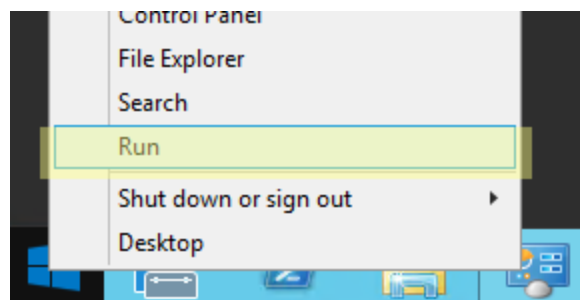 Control Panel
File Explorer
Search
Run
Shut down or sign out
Desktop